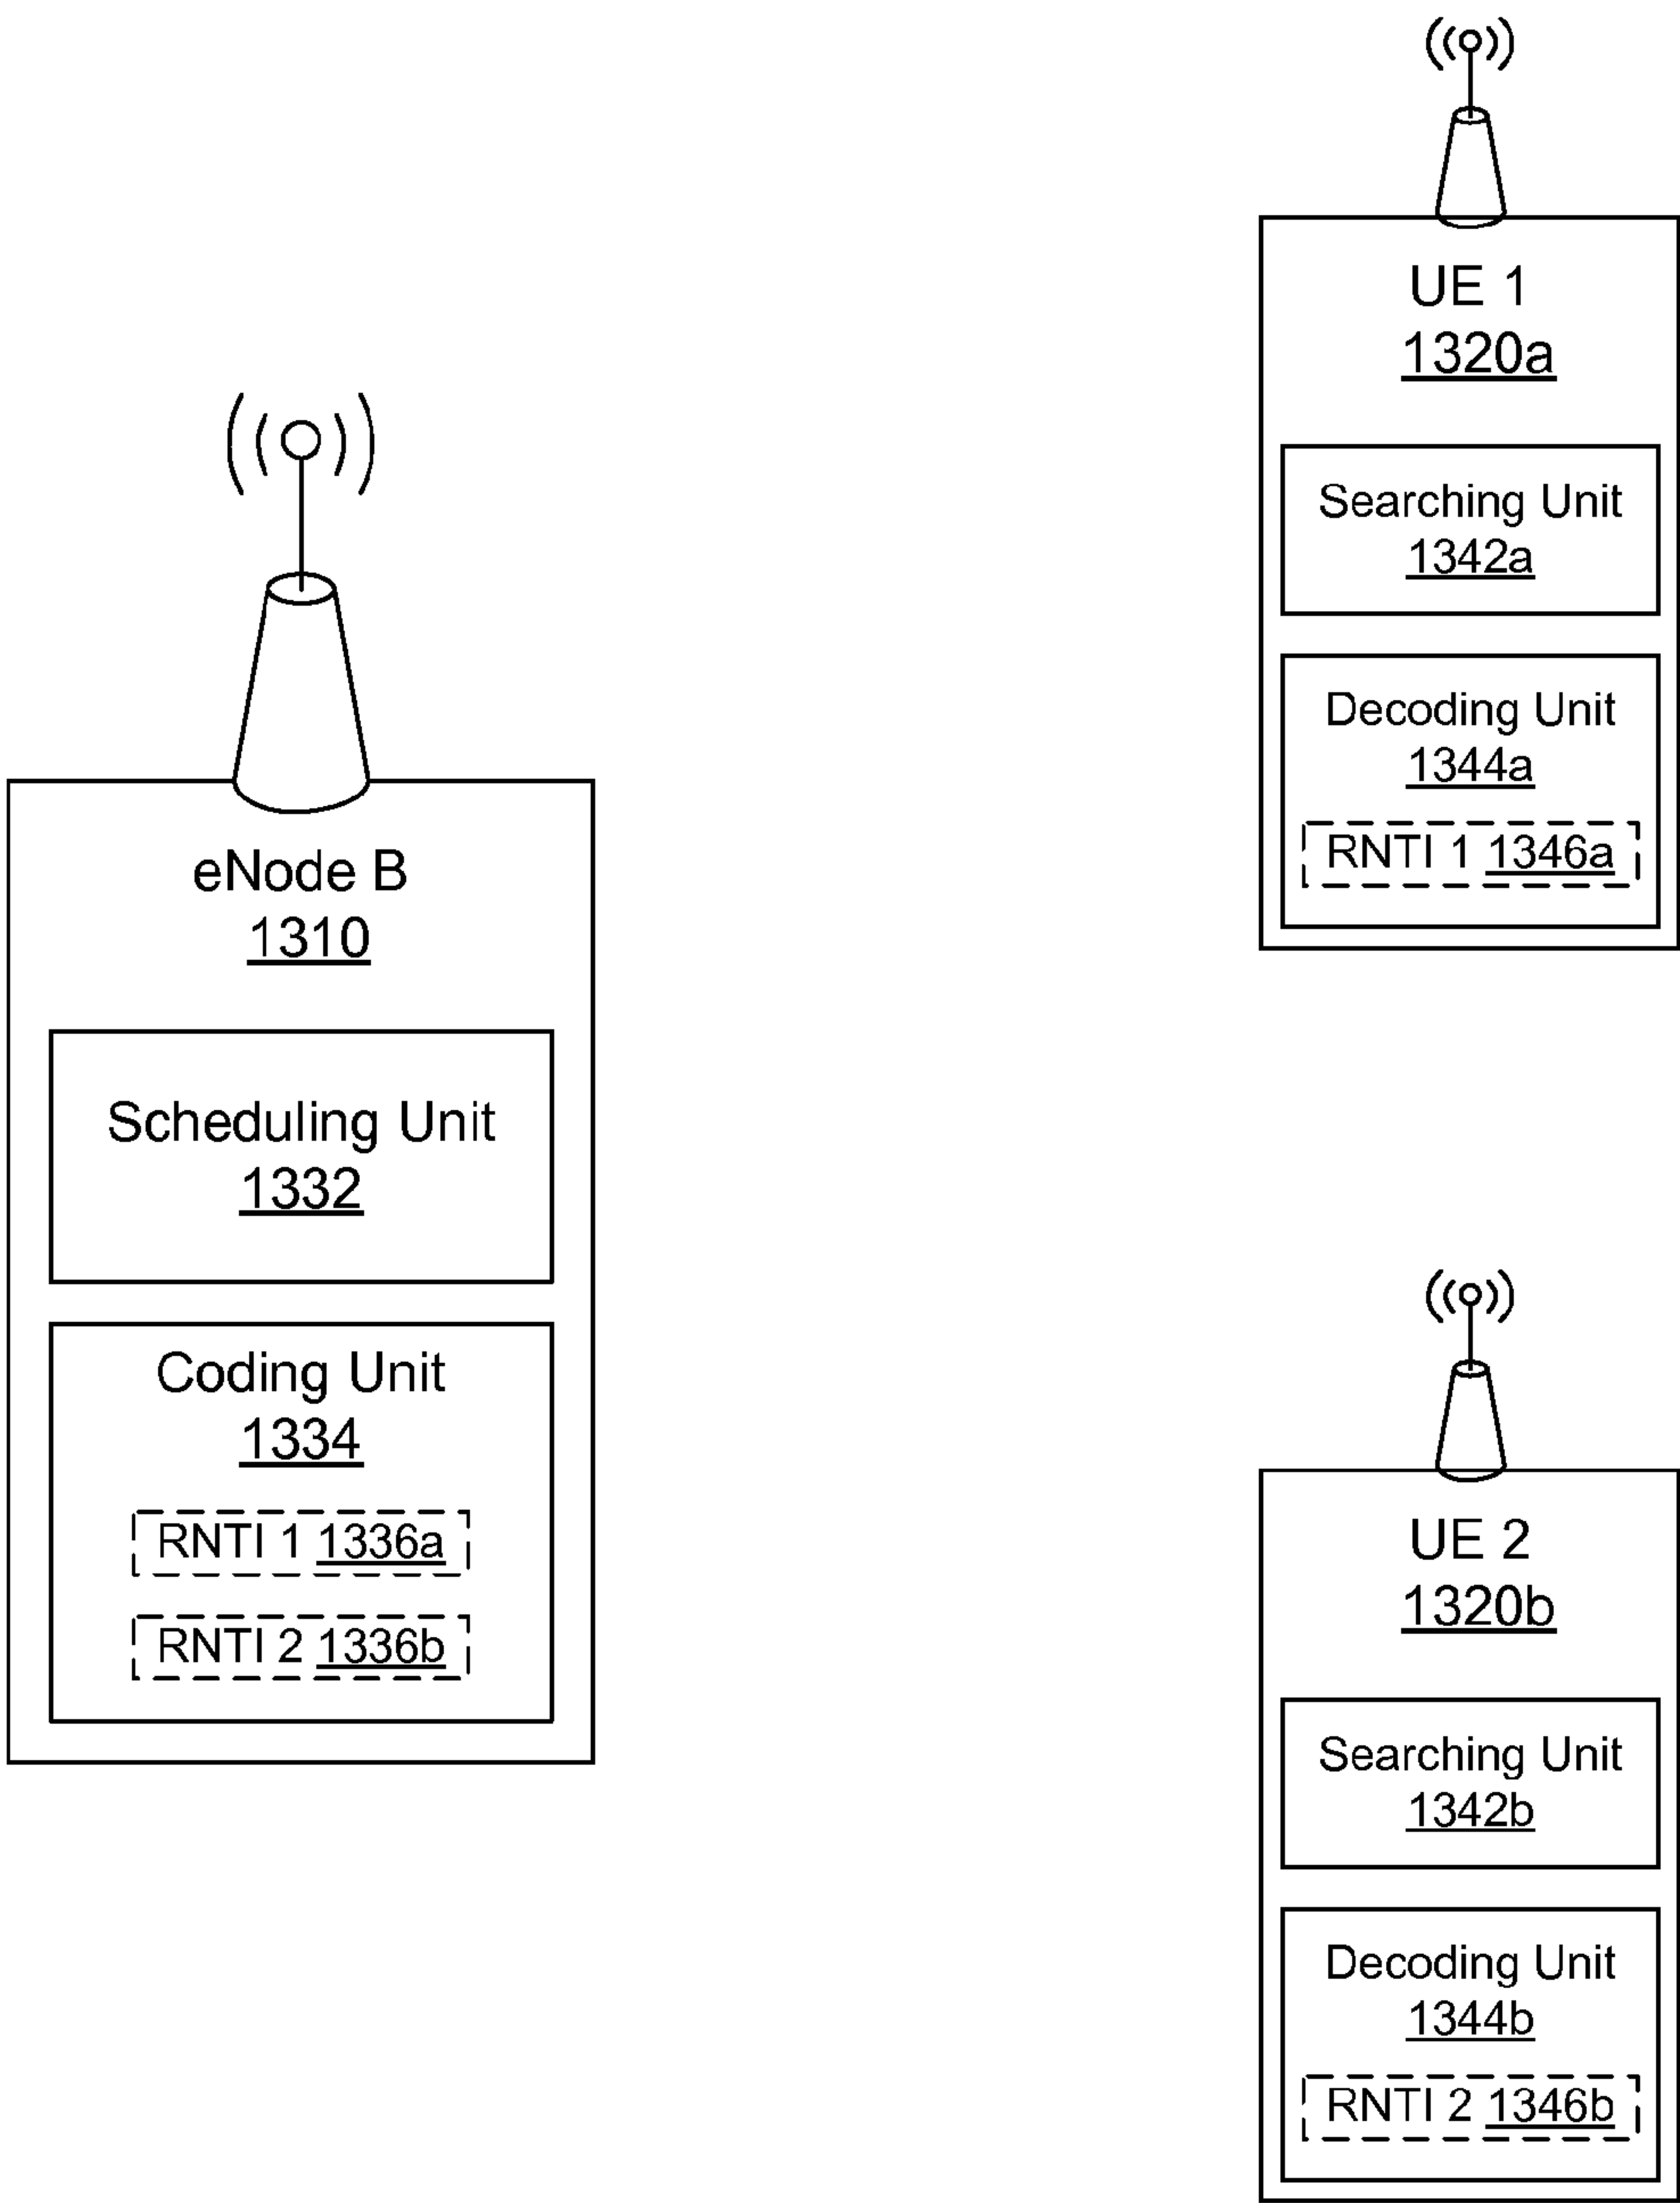 eNode B
1310
Scheduling Unit
1332
Coding Unit
1334
RNTI 1 1336a
RNTI 2 1336b
UE 1
1320a
Searching Unit
1342a
Decoding Unit
1344a
RNTI 1 1346a
UE 2
1320b
Searching Unit
1342b
Decoding Unit
1344b
RNTI 2 1346b